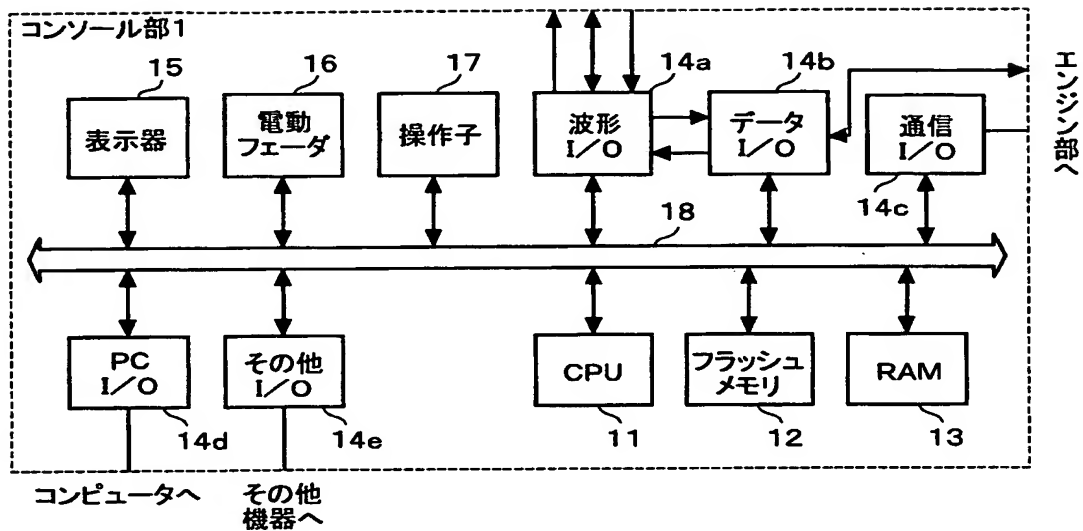 コンソール部1
15
16
17
14a
14b
表示器
電動
フェーダ
操作子
波形
I/O
データ
I/O
通信
I/O
14c
エンジン部へ
18
PC
I/O
その他
I/O
CPU
フラッシュ
メモリ
RAM
14d
14e
11
12
13
コンピュータへ
その他
機器へ